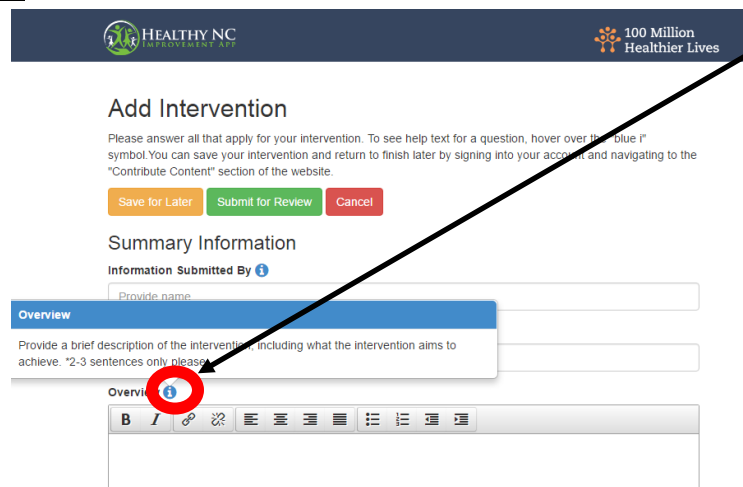 HEALTHY NC
IMPROVEMENT APP
100 Million
Healthier Lives
Add Intervention
Please answer all that apply for your intervention. To see help text for a question, hover over the "blue i"
symbol.You can save your intervention and return to finish later by signing into your account and navigating to the
"Contribute Content" section of the website.
Save for Later Submit for Review Cancel
Summary Information
Information Submitted By
Provide name
Overview
Provide a brief description of the intervention, including what the intervention aims to
achieve. *2-3 sentences only please
Overview
B I